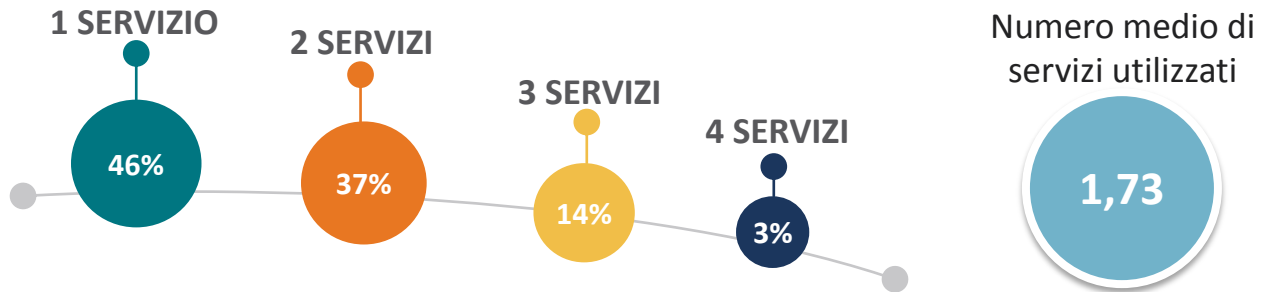 1 SERVIZIO
46%
2 SERVIZI
37%
3 SERVIZI
14%
4 SERVIZI
3%
Numero medio di
servizi utilizzati
1,73